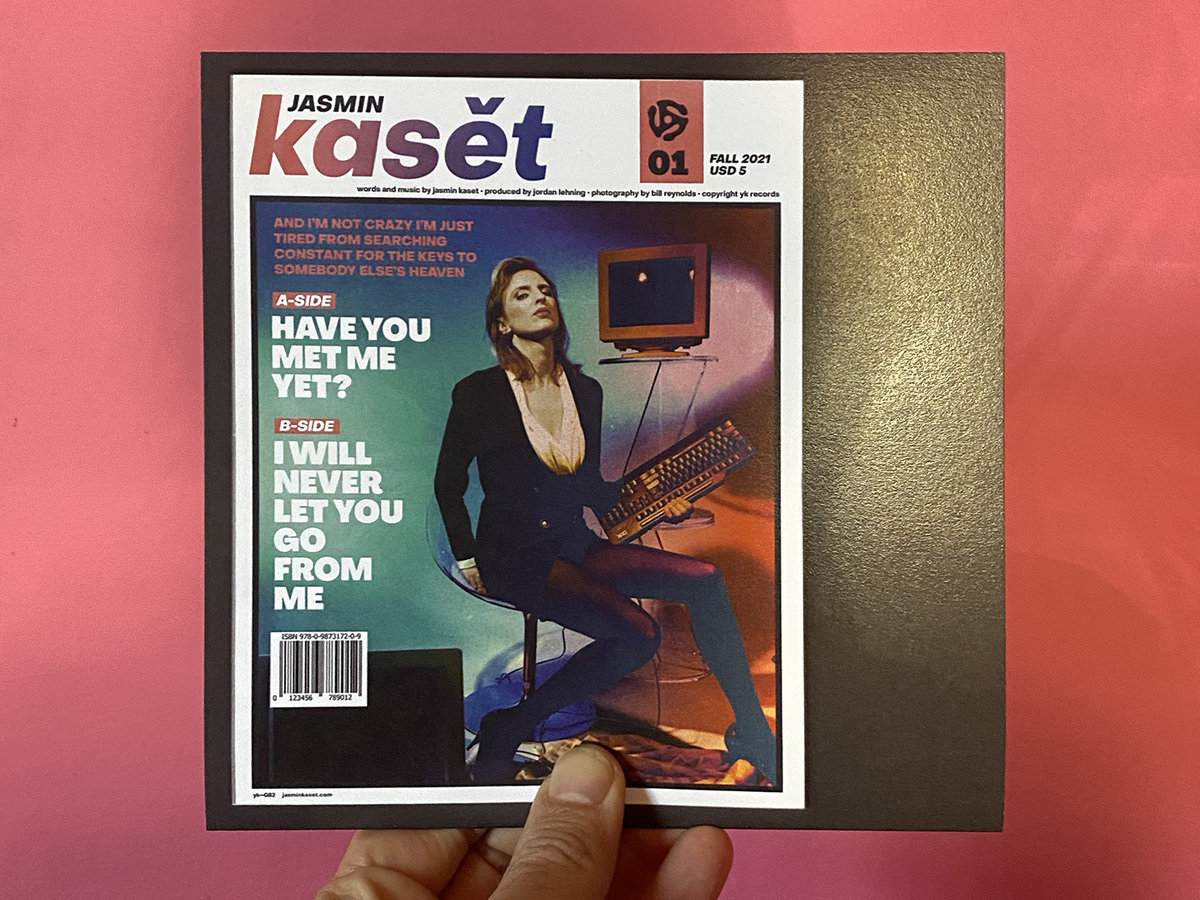 JASMIN
kasět
01
FALL 2021
USD 5
words and music by jasmin kaset • produced by jordan lehning • photography by bill reynolds • copyright yk records
AND I'M NOT CRAZY I'M JUST
TIRED FROM SEARCHING
CONSTANT FOR THE KEYS TO
SOMEBODY ELSE'S HEAVEN
A-SIDE
HAVE YOU
MET ME
YET?
B-SIDE
I WILL
NEVER
LET YOU
GO
FROM
ME
ISBN 978-0-9873172-0-9
0 123456 789012
yk—082 jasminkaset.com